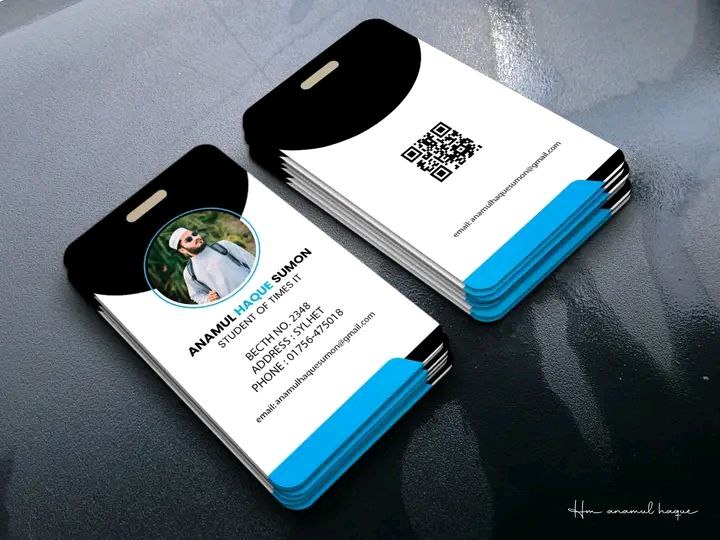 ANAMUL HAQUE SUMON
STUDENT OF TIMES IT
BECTH NO. 2348
ADDRESS : SYLHET
PHONE : 01756-475018
email: anamulhaquesumon@gmail.com
email: anamulhaquesumon@gmail.com
Hm anamul haque